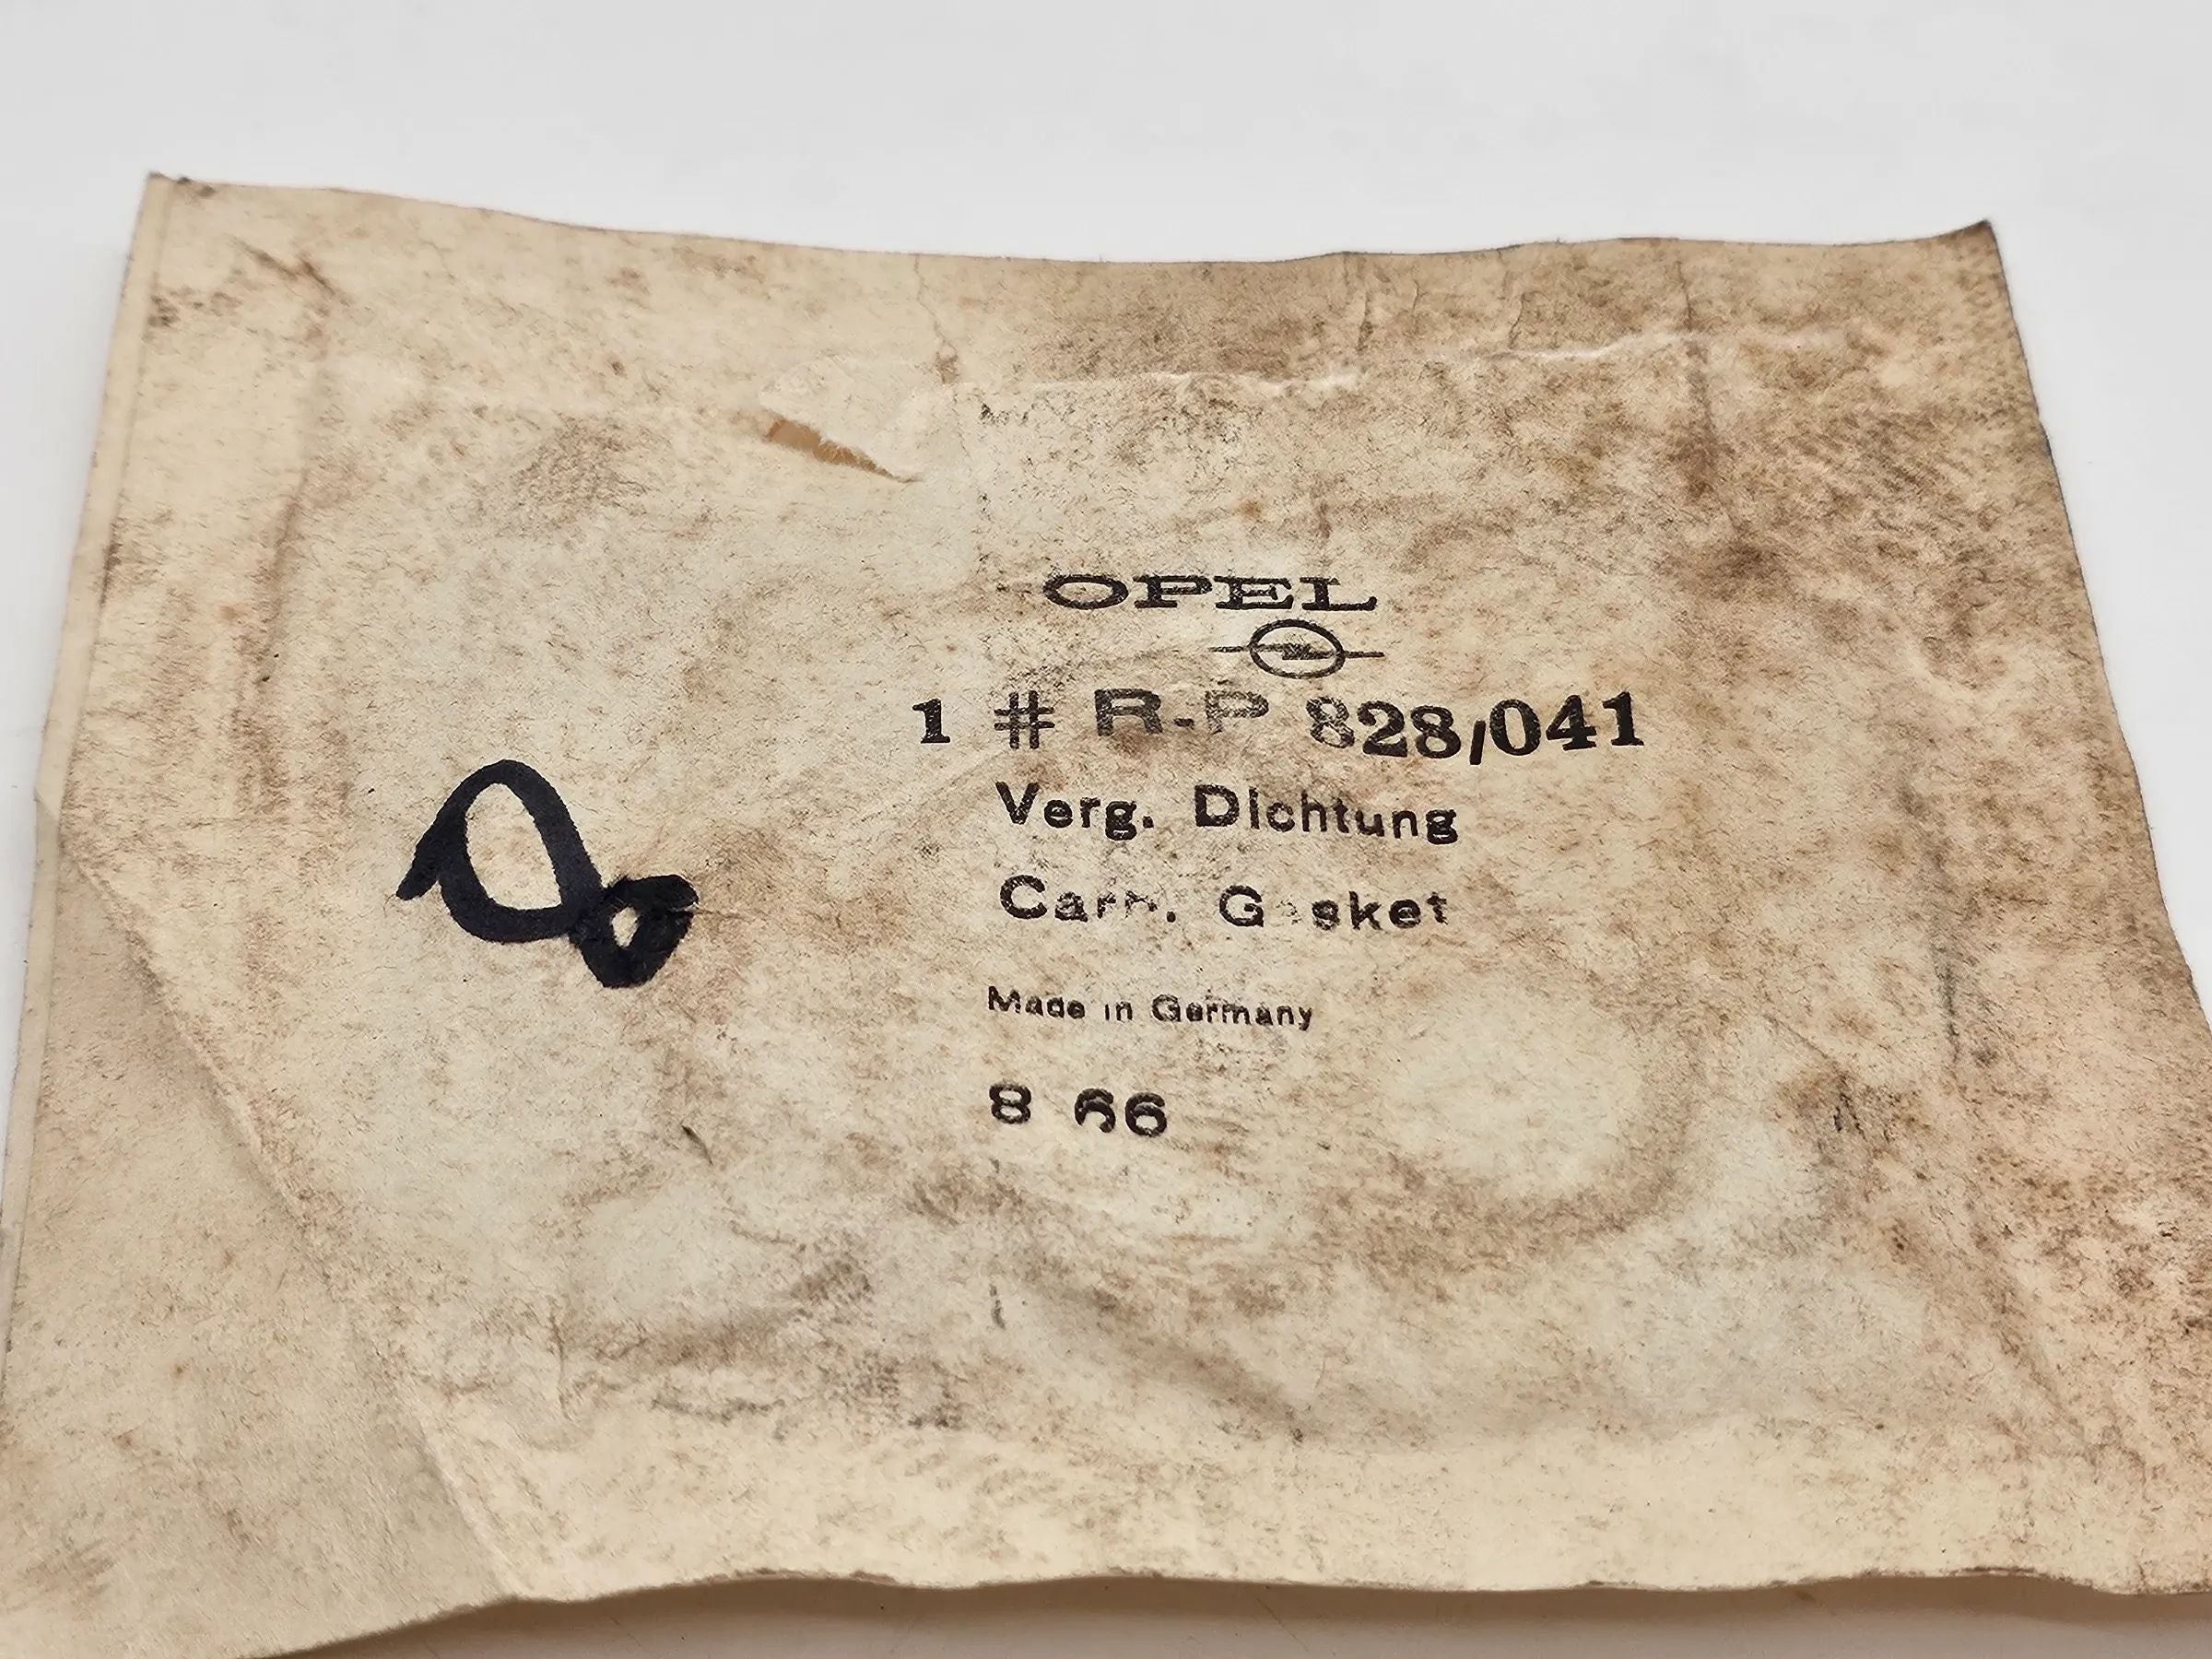 OPEL
1 # R-P 828/041
Verg. Dichtung
Carb. Gasket
Made in Germany
8 66